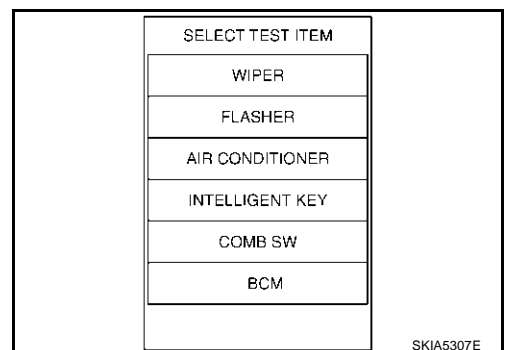 SELECT TEST ITEM
WIPER
FLASHER
AIR CONDITIONER
INTELLIGENT KEY
COMB SW
BCM
SKIA5307E